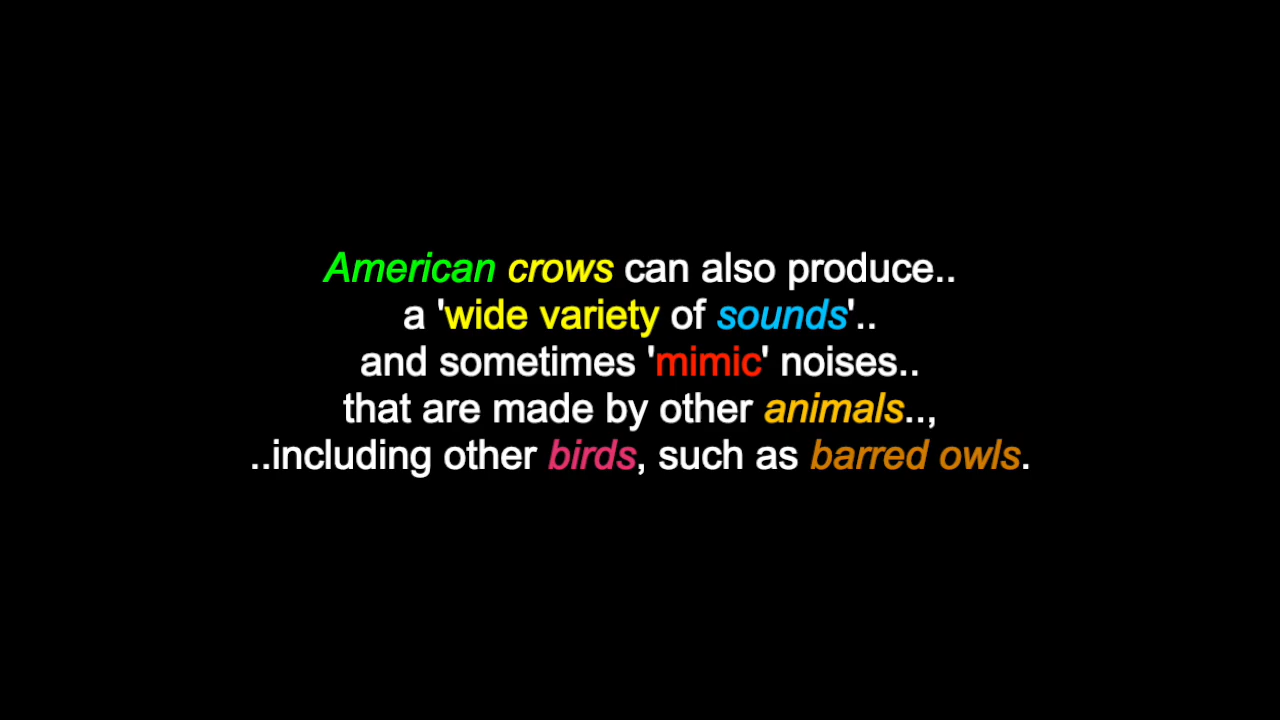 American crows can also produce..
a 'wide variety of sounds'..
and sometimes 'mimic' noises..
that are made by other animals..,
..including other birds, such as barred owls.